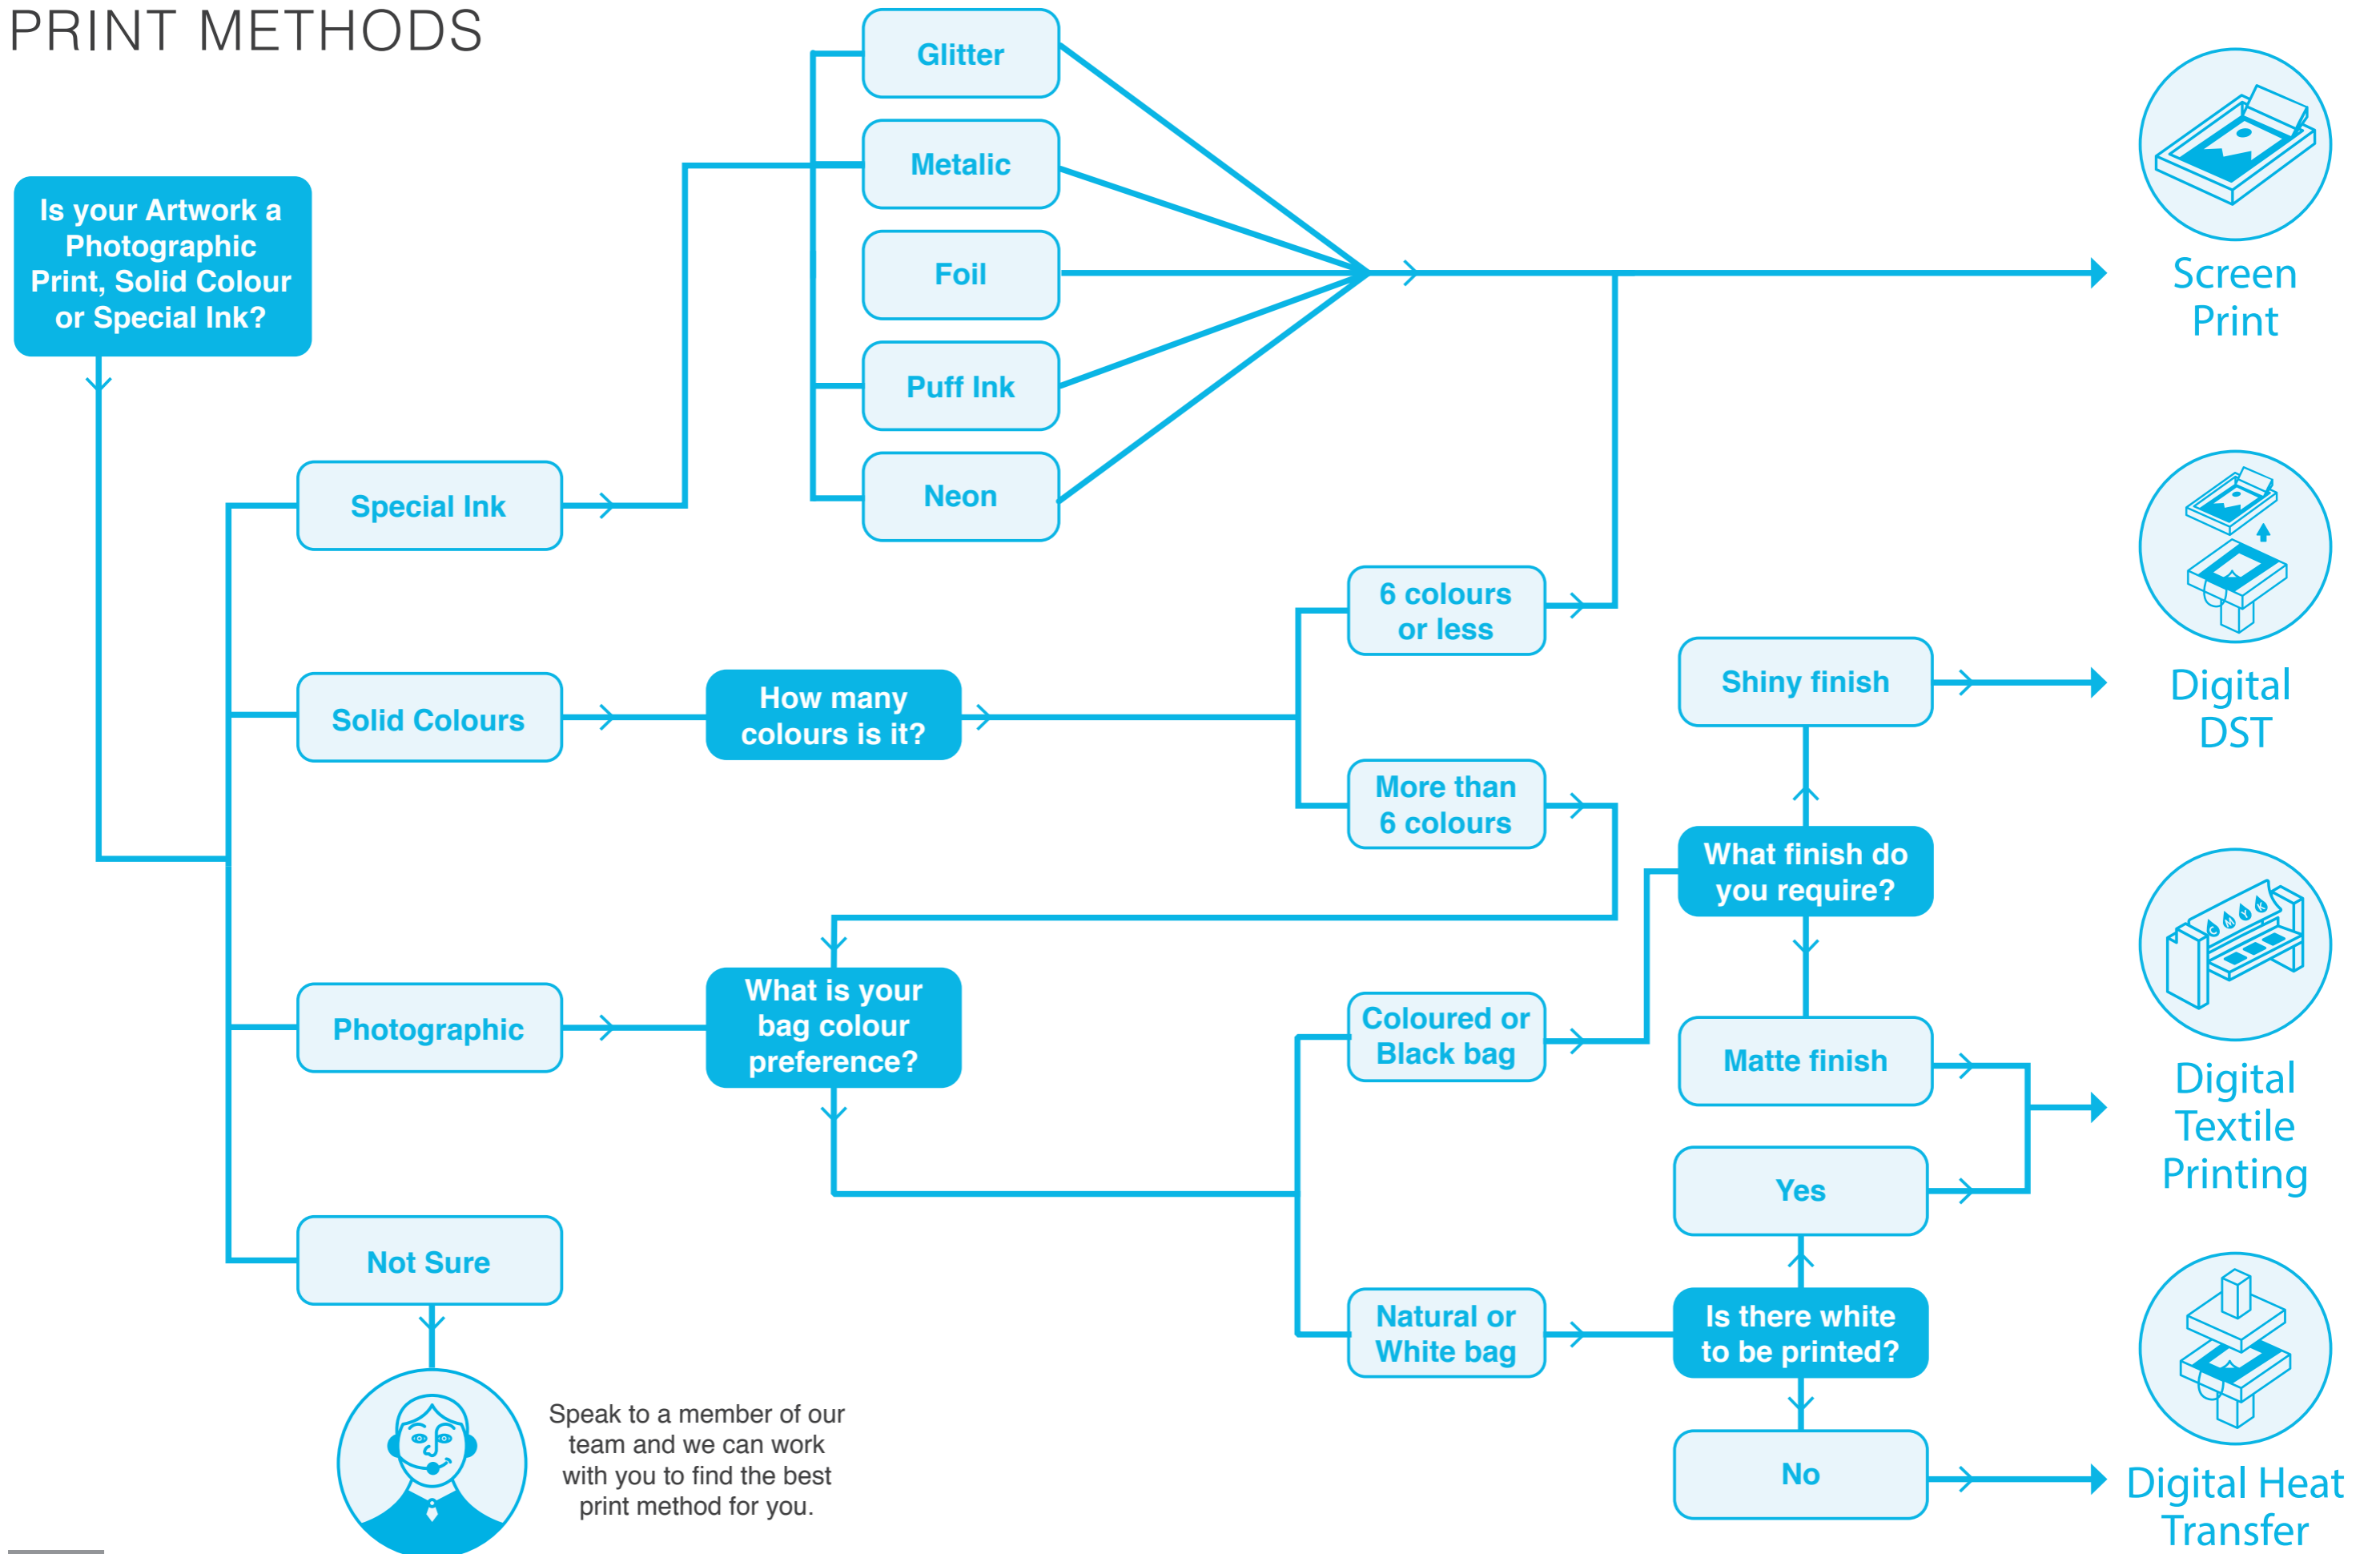 PRINT METHODS
Is your Artwork a
Photographic
Print, Solid Colour
or Special Ink?
Special Ink
Glitter
Metalic
Foil
Puff Ink
Neon
Screen
Print
Solid Colours
How many
colours is it?
6 colours
or less
More than
6 colours
Shiny finish
Digital
DST
What finish do
you require?
Photographic
What is your
bag colour
preference?
Coloured or
Black bag
Matte finish
C M Y K
Digital
Textile
Printing
Yes
Natural or
White bag
Is there white
to be printed?
No
Digital Heat
Transfer
Not Sure
Speak to a member of our
team and we can work
with you to find the best
print method for you.